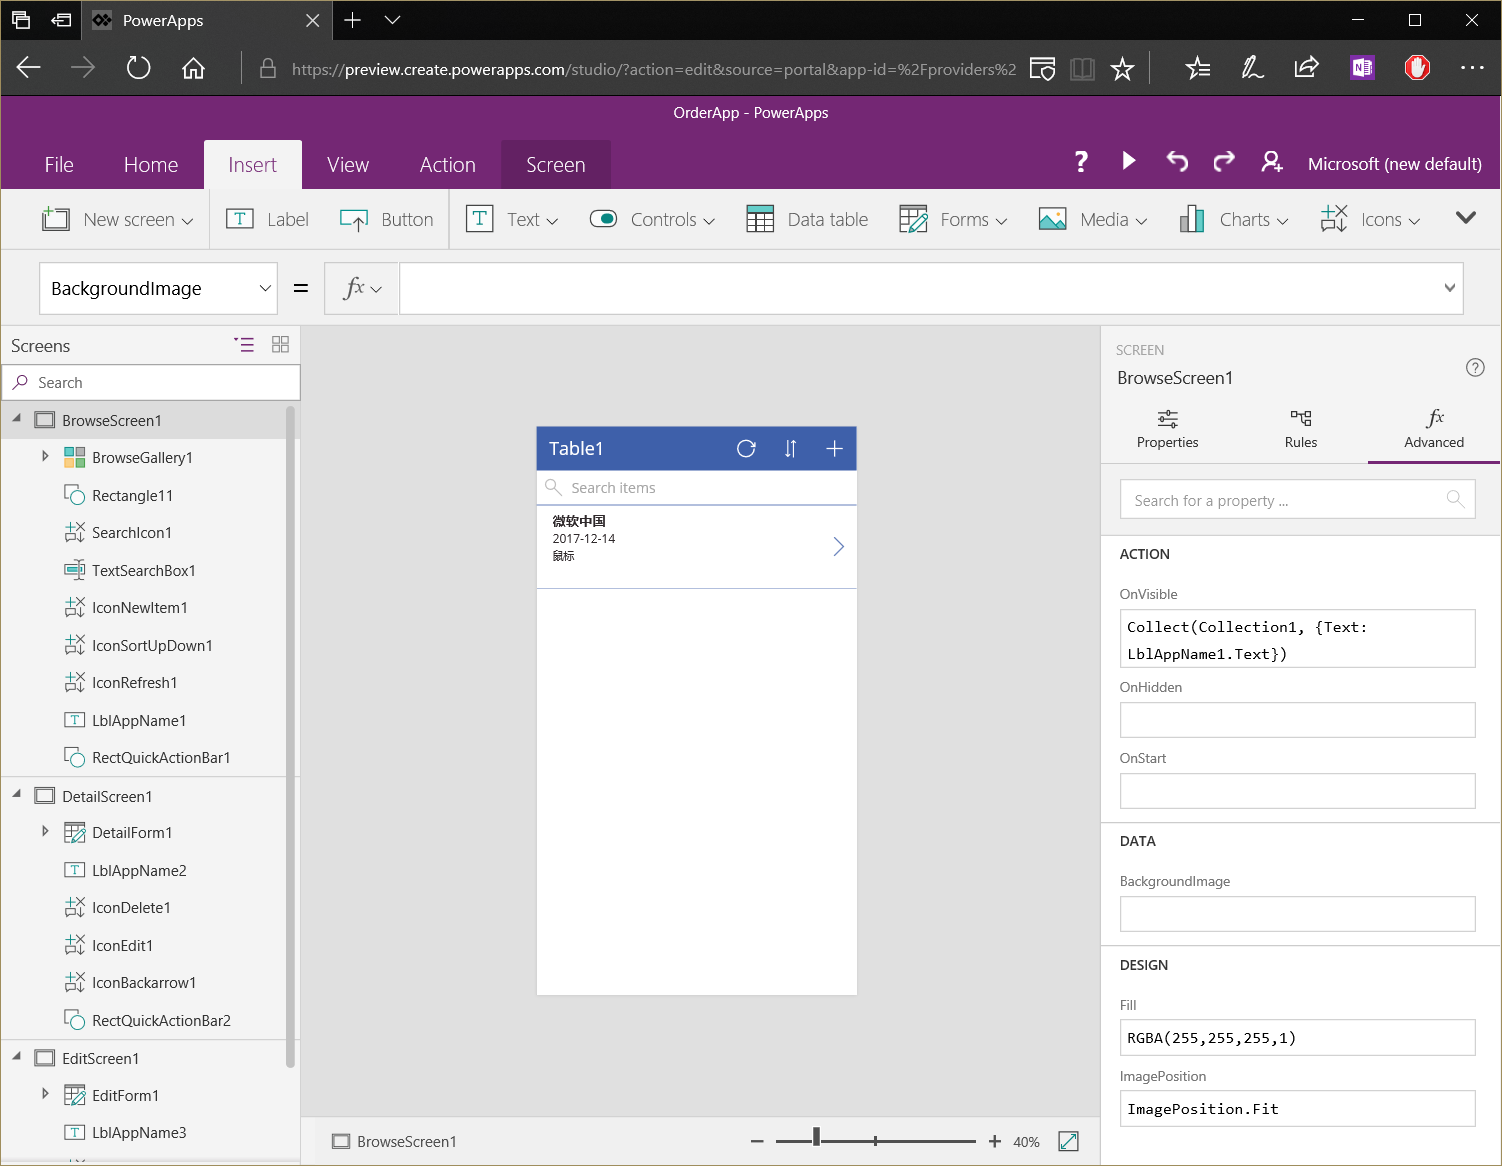 PowerApps
https://preview.create.powerapps.com/studio/?action=edit&source=portal&app-id=%2Fproviders%2
OrderApp - PowerApps
File Home Insert View Action Screen ? Microsoft (new default)
New screen Label Button Text Controls Data table Forms Media Charts Icons
BackgroundImage = fx
Screens
Search
BrowseScreen1
BrowseGallery1
Rectangle11
SearchIcon1
TextSearchBox1
IconNewItem1
IconSortUpDown1
IconRefresh1
LblAppName1
RectQuickActionBar1
DetailScreen1
DetailForm1
LblAppName2
IconDelete1
IconEdit1
IconBackarrow1
RectQuickActionBar2
EditScreen1
EditForm1
LblAppName3
Table1
Search items
微软中国
2017-12-14
鼠标
BrowseScreen1 40%
SCREEN
BrowseScreen1
Properties Rules Advanced
Search for a property ...
ACTION
OnVisible
Collect(Collection1, {Text:
LblAppName1.Text})
OnHidden
OnStart
DATA
BackgroundImage
DESIGN
Fill
RGBA(255,255,255,1)
ImagePosition
ImagePosition.Fit